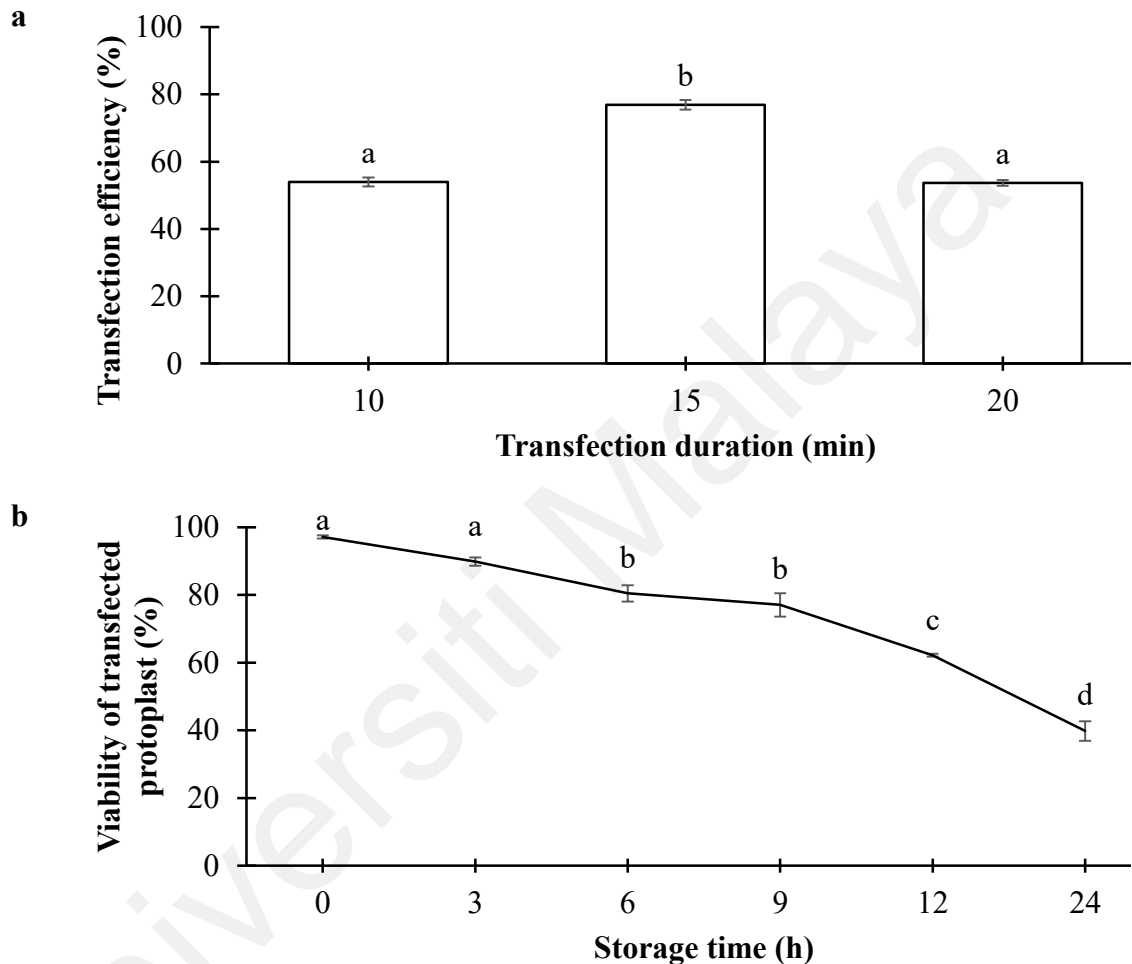 a
Transfection efficiency (%)
100
80
60
40
20
0
a
b
a
10 15 20
Transfection duration (min)
b
Viability of transfected
protoplast (%)
100
80
60
40
20
0
a
a
b
b
c
d
0 3 6 9 12 24
Storage time (h)
iversiti Malaya